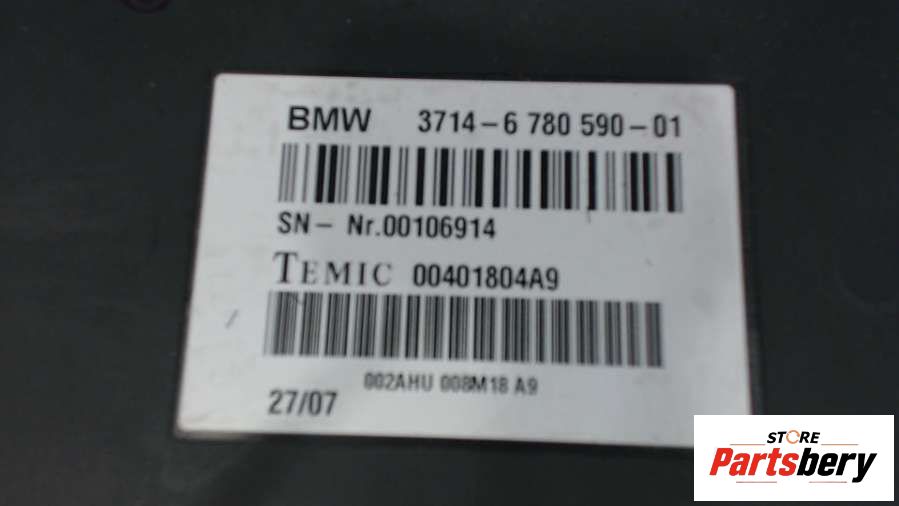 BMW 3714-6 780 590-01
SN- Nr.00106914
TEMIC 00401804A9
002AHU 008M18 A9
27/07
STORE
Partsbery